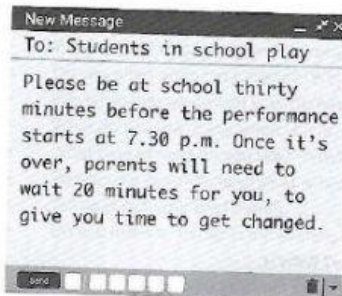 New Message
To: Students in school play
Please be at school thirty
minutes before the performance
starts at 7.30 p.m. Once it's
over, parents will need to
wait 20 minutes for you, to
give you time to get changed.
Send